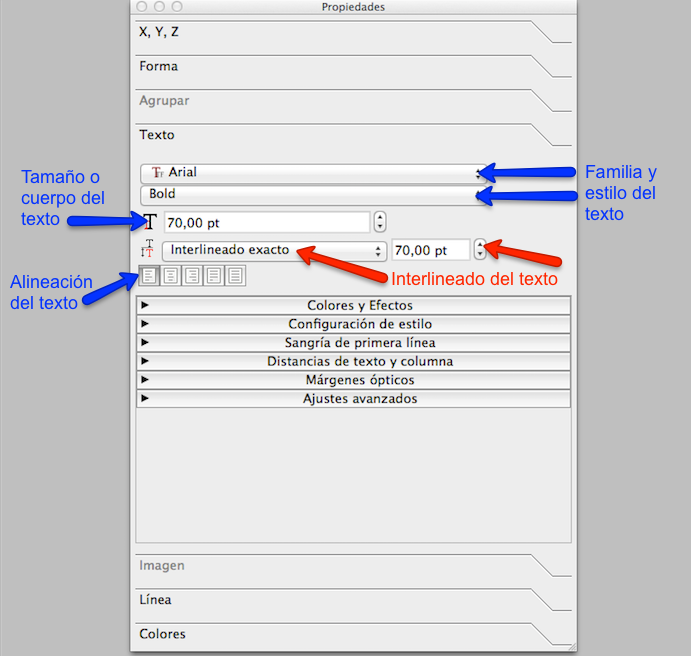 Propiedades
X, Y, Z
Forma
Agrupar
Texto
Arial
Bold
Tamaño o
cuerpo del
texto
Familia y
estilo del
texto
70,00 pt
Interlineado exacto
70,00 pt
Interlineado del texto
Alineación
del texto
Colores y Efectos
Configuración de estilo
Sangría de primera línea
Distancias de texto y columna
Márgenes ópticos
Ajustes avanzados
Imagen
Línea
Colores